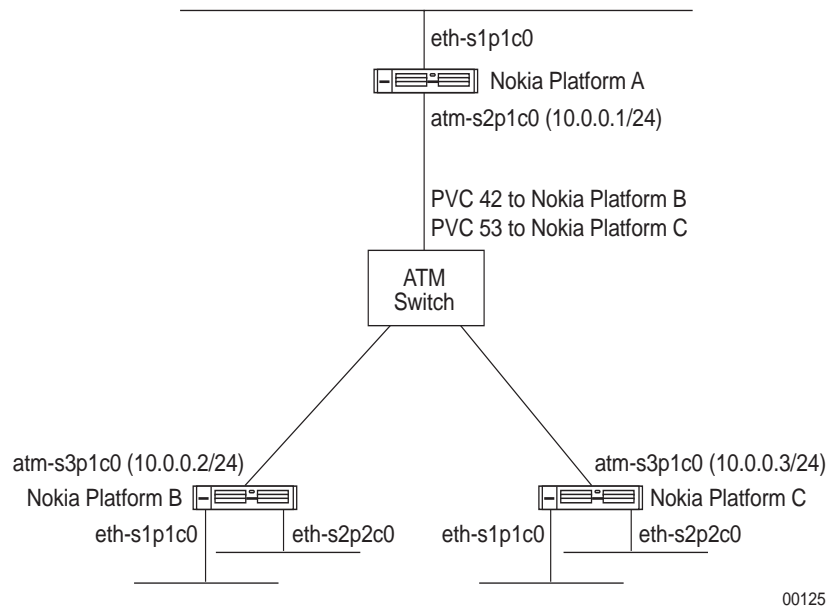 eth-s1p1c0
Nokia Platform A
atm-s2p1c0 (10.0.0.1/24)
PVC 42 to Nokia Platform B
PVC 53 to Nokia Platform C
ATM
Switch
atm-s3p1c0 (10.0.0.2/24)
atm-s3p1c0 (10.0.0.3/24)
Nokia Platform B
Nokia Platform C
eth-s1p1c0
eth-s2p2c0
eth-s1p1c0
eth-s2p2c0
00125